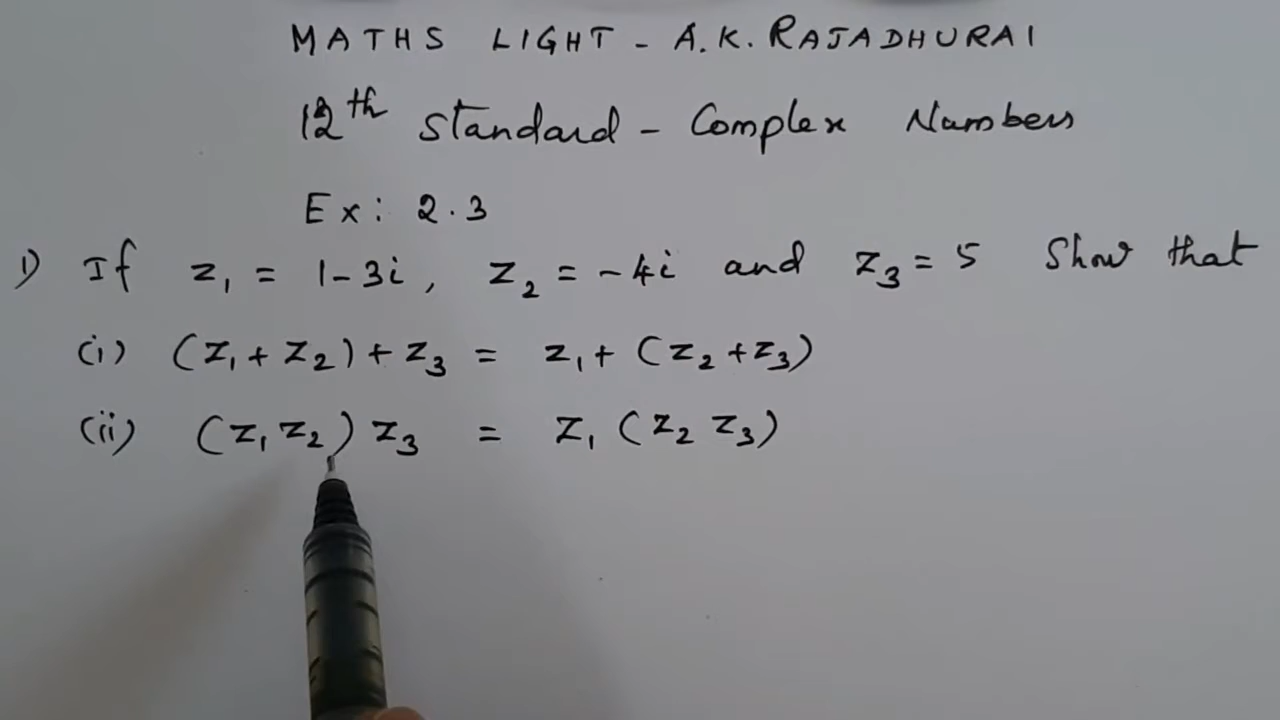 MATHS LIGHT - A.K. RAJADHURAI
12th Standard - Complex Numbers
Ex: 2.3
1) If z₁ = 1-3i, z₂ = -4i and z₃ = 5 Show that
(i) (z₁ + z₂) + z₃ = z₁ + (z₂ + z₃)
(ii) (z₁ z₂) z₃ = z₁ (z₂ z₃)